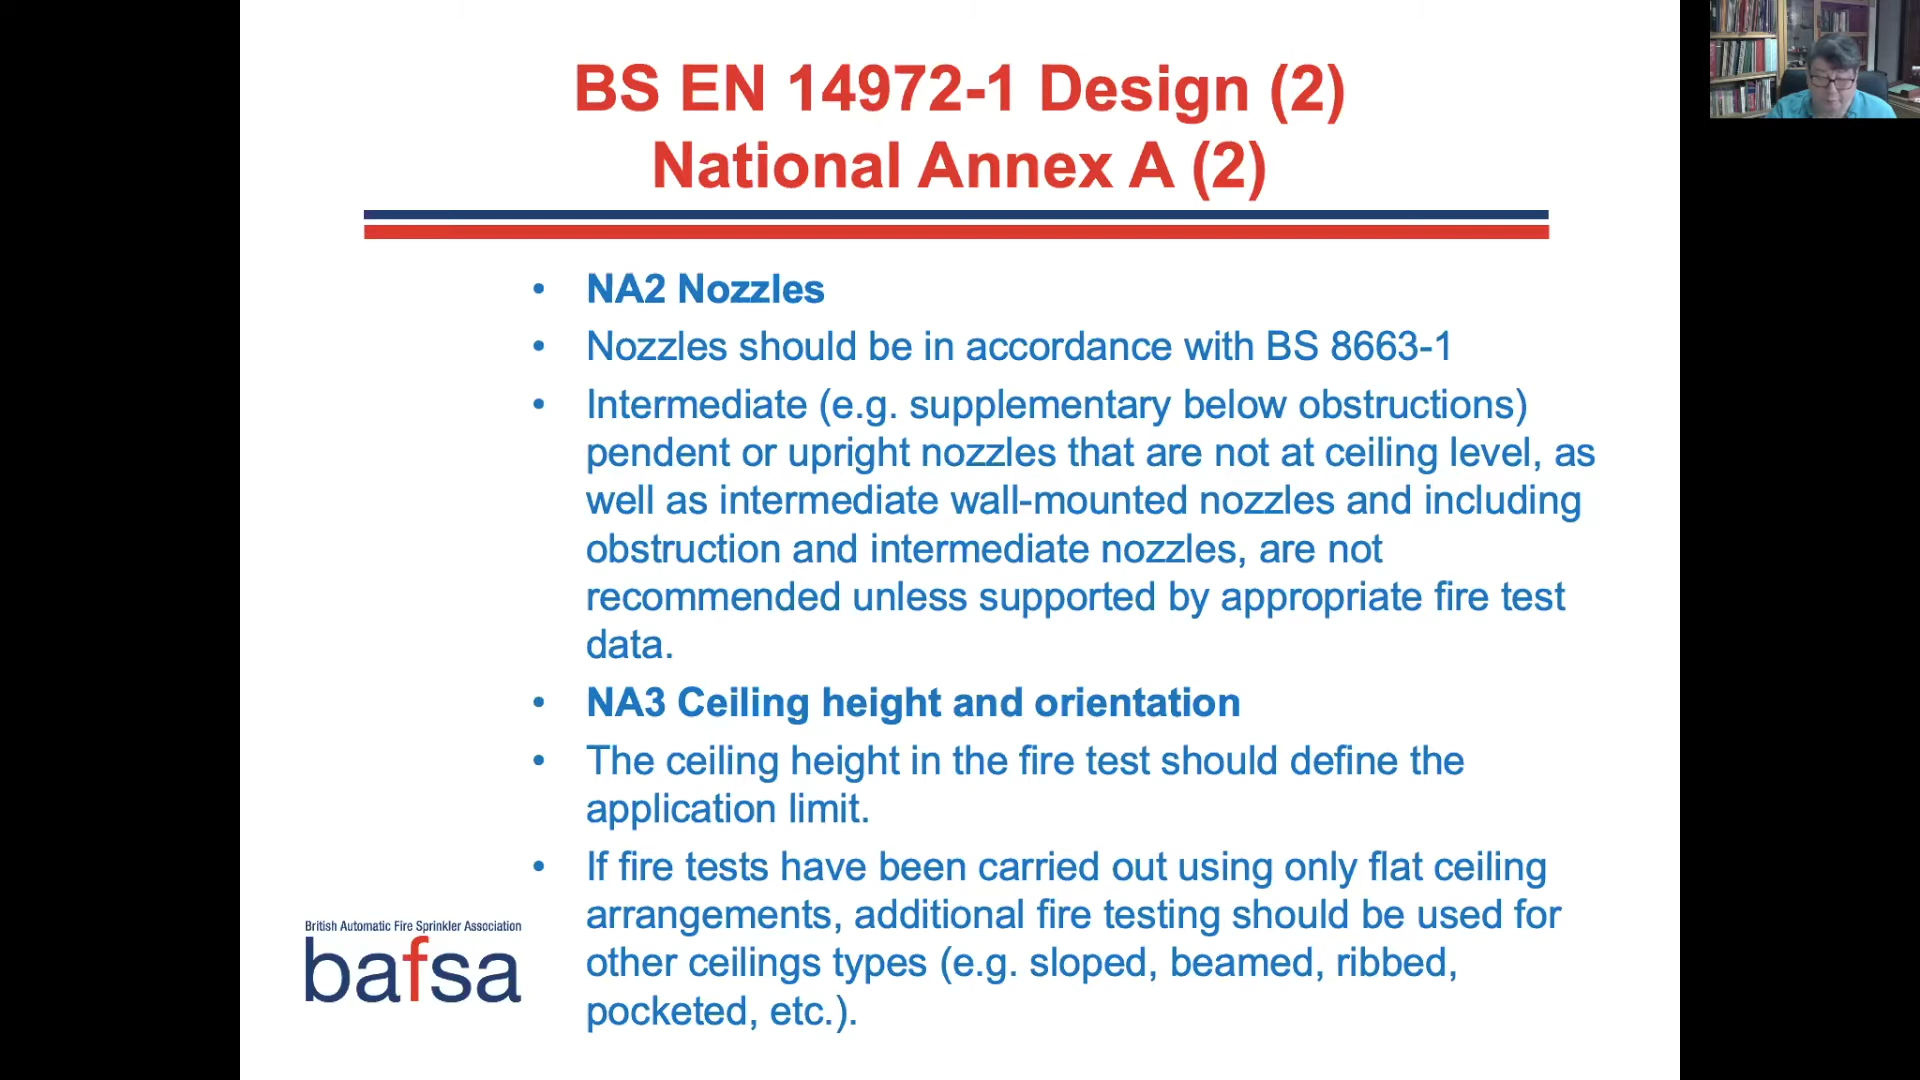 BS EN 14972-1 Design (2)
National Annex A (2)
• NA2 Nozzles
• Nozzles should be in accordance with BS 8663-1
• Intermediate (e.g. supplementary below obstructions)
pendent or upright nozzles that are not at ceiling level, as
well as intermediate wall-mounted nozzles and including
obstruction and intermediate nozzles, are not
recommended unless supported by appropriate fire test
data.
• NA3 Ceiling height and orientation
• The ceiling height in the fire test should define the
application limit.
• If fire tests have been carried out using only flat ceiling
arrangements, additional fire testing should be used for
other ceilings types (e.g. sloped, beamed, ribbed,
pocketed, etc.).
British Automatic Fire Sprinkler Association
bafsa